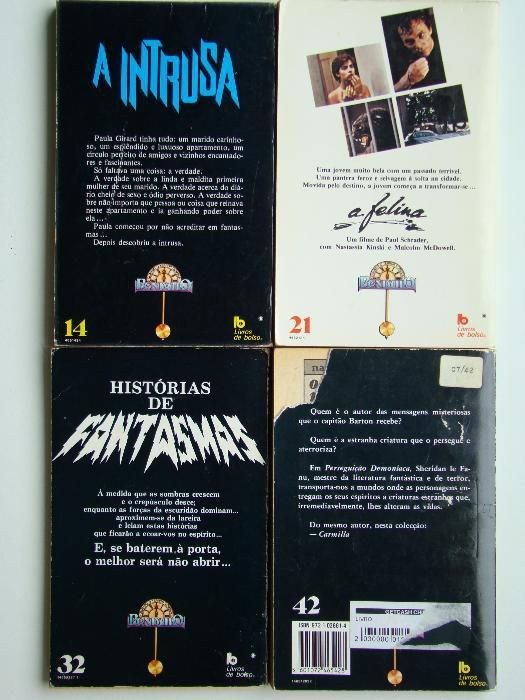 A INTRUSA
Paula Girard tinha tudo: um marido carinho-
so, um esplêndido e luxuoso apartamento, um
círculo perfeito de amigos e vizinhos encantado-
res e fascinantes.
Só faltava uma coisa: a verdade.
A verdade sobre a linda e maldita primeira
mulher de seu marido. A verdade acerca do diá-
rio cheio de sexo e ódio perverso. A verdade so-
bre não importa que pessoa ou coisa que reinava
neste apartamento e ia ganhando poder sobre
ela...
Paula começou por não acreditar em fantas-
mas...
Depois descobriu a intrusa.
14
Livros
de bolso
Uma jovem muito bela com um passado terrível.
Uma pantera feroz e selvagem à solta na cidade.
Movida pelo destino, a jovem começa a transformar-se...
a felina
Um filme de Paul Schrader,
com Nastassia Kinski e Malcolm McDowell.
21
Livros
de bolso
HISTÓRIAS
DE
FANTASMAS
À medida que as sombras crescem
e o crepúsculo desce;
enquanto as forças da escuridão dominam...
aproximem-se da lareira
e leiam estas histórias
que ficarão a ecoar-vos no espírito...
E, se baterem à porta,
o melhor será não abrir...
32
Livros
de bolso
na
07/42
Quem é o autor das mensagens misteriosas
que o capitão Barton recebe?
Quem é a estranha criatura que o persegue e
aterroriza?
Em Perseguição Demoníaca, Sheridan le Fa-
nu, mestre da literatura fantástica e de terror,
transporta-nos a mundos onde as personagens en-
tregam os seus espíritos a criaturas estranhas que,
irremediavelmente, lhes alteram as vidas.
Do mesmo autor, nesta colecção:
— Carmilla
42
LIVRO
Livros
de bolso